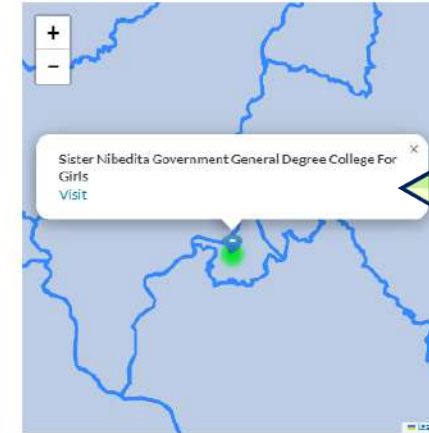 +
−
Sister Nibedita Government General Degree College For
Girls
Visit
×